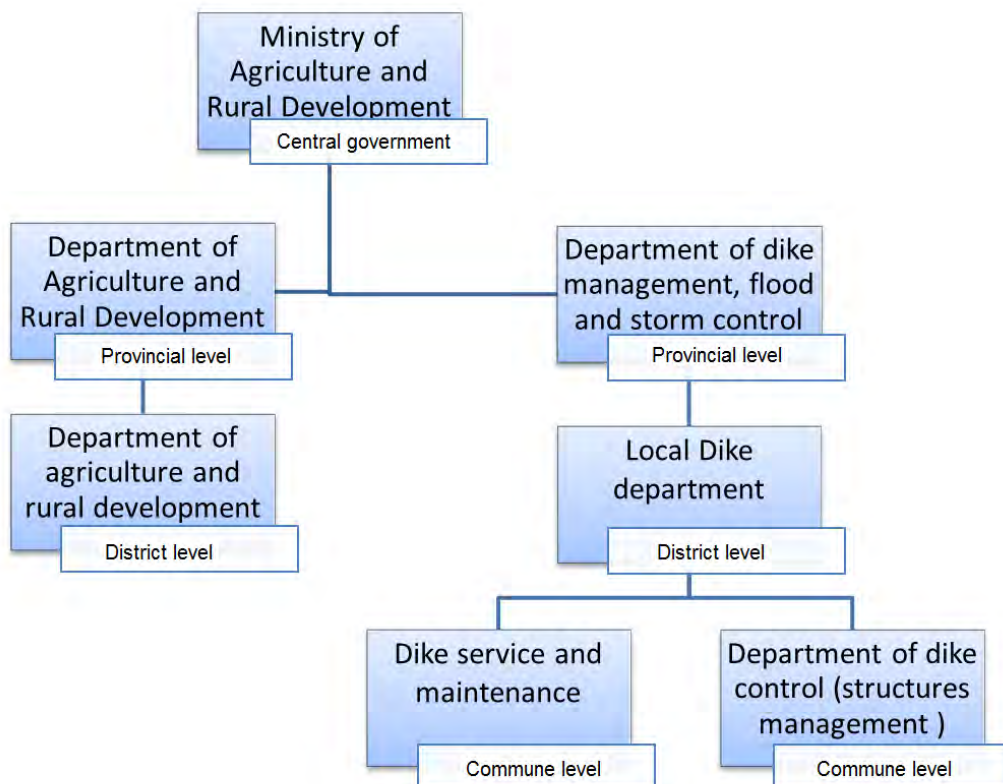 Ministry of
Agriculture and
Rural Development
Central government
Department of
Agriculture and
Rural Development
Provincial level
Department of dike
management, flood
and storm control
Provincial level
Department of
agriculture and
rural development
District level
Local Dike
department
District level
Dike service and
maintenance
Commune level
Department of dike
control (structures
management )
Commune level